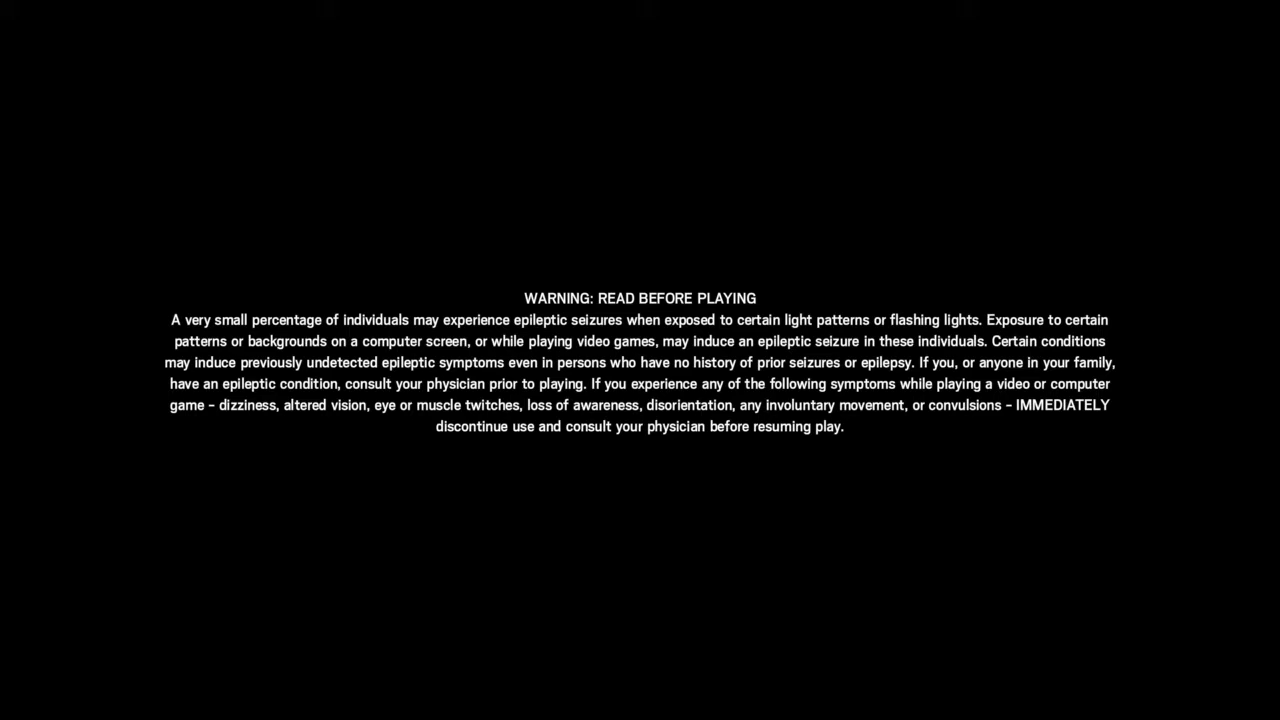 WARNING: READ BEFORE PLAYING
A very small percentage of individuals may experience epileptic seizures when exposed to certain light patterns or flashing lights. Exposure to certain
patterns or backgrounds on a computer screen, or while playing video games, may induce an epileptic seizure in these individuals. Certain conditions
may induce previously undetected epileptic symptoms even in persons who have no history of prior seizures or epilepsy. If you, or anyone in your family,
have an epileptic condition, consult your physician prior to playing. If you experience any of the following symptoms while playing a video or computer
game – dizziness, altered vision, eye or muscle twitches, loss of awareness, disorientation, any involuntary movement, or convulsions – IMMEDIATELY
discontinue use and consult your physician before resuming play.